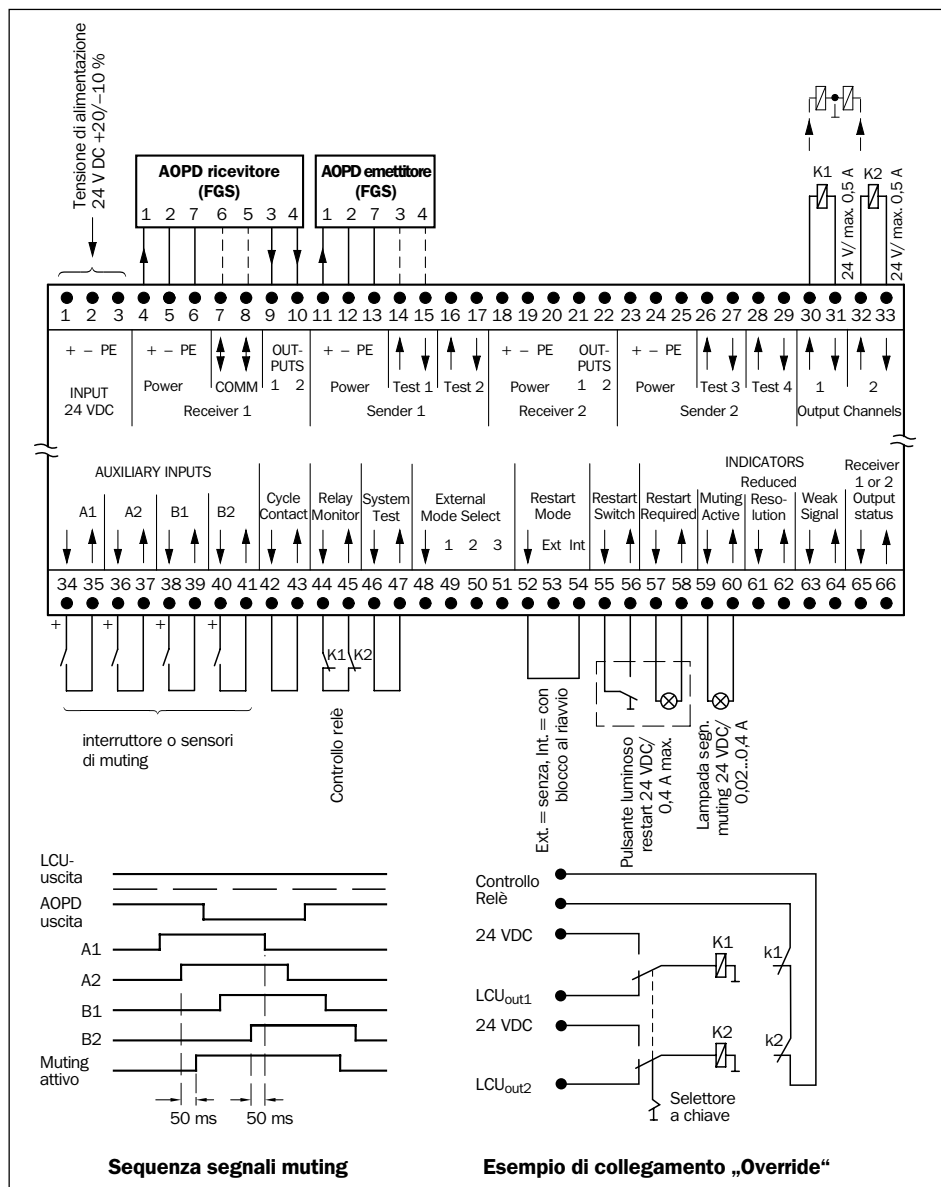 Tensione di alimentazione
24 V DC +20/–10 %
AOPD ricevitore
(FGS)
1 2 7 6 5 3 4
AOPD emettitore
(FGS)
1 2 7 3 4
K1
24 V/ max. 0,5 A
K2
24 V/ max. 0,5 A
1 2 3 4 5 6 7 8 9 10 11 12 13 14 15 16 17 18 19 20 21 22 23 24 25 26 27 28 29 30 31 32 33
+ – PE
INPUT
24 VDC
+ – PE
Power
COMM
OUT-
PUTS
1 2
Receiver 1
+ – PE
Power
Test 1
Test 2
Sender 1
+ – PE
Power
OUT-
PUTS
1 2
Receiver 2
+ – PE
Power
Test 3
Test 4
Sender 2
1
2
Output Channels
AUXILIARY INPUTS
A1
A2
B1
B2
Cycle
Contact
Relay
Monitor
System
Test
External
Mode Select
1 2 3
Restart
Mode
Ext Int
Restart
Switch
INDICATORS
Restart
Required
Muting
Active
Reduced
Reso-
lution
Weak
Signal
Receiver
1 or 2
Output
status
34 35 36 37 38 39 40 41 42 43 44 45 46 47 48 49 50 51 52 53 54 55 56 57 58 59 60 61 62 63 64 65 66
+ + + +
K1 K2
interruttore o sensori
di muting
Controllo relè
Ext. = senza, Int. = con
blocco al riavvio
Pulsante luminoso
restart 24 VDC/
0,4 A max.
Lampada segn.
muting 24 VDC/
0,02...0,4 A
LCU-
uscita
AOPD
uscita
A1
A2
B1
B2
Muting
attivo
50 ms
50 ms
Sequenza segnali muting
Controllo
Relè
24 VDC
K1
k1
LCUout1
24 VDC
K2
k2
LCUout2
Selettore
a chiave
Esempio di collegamento „Override“